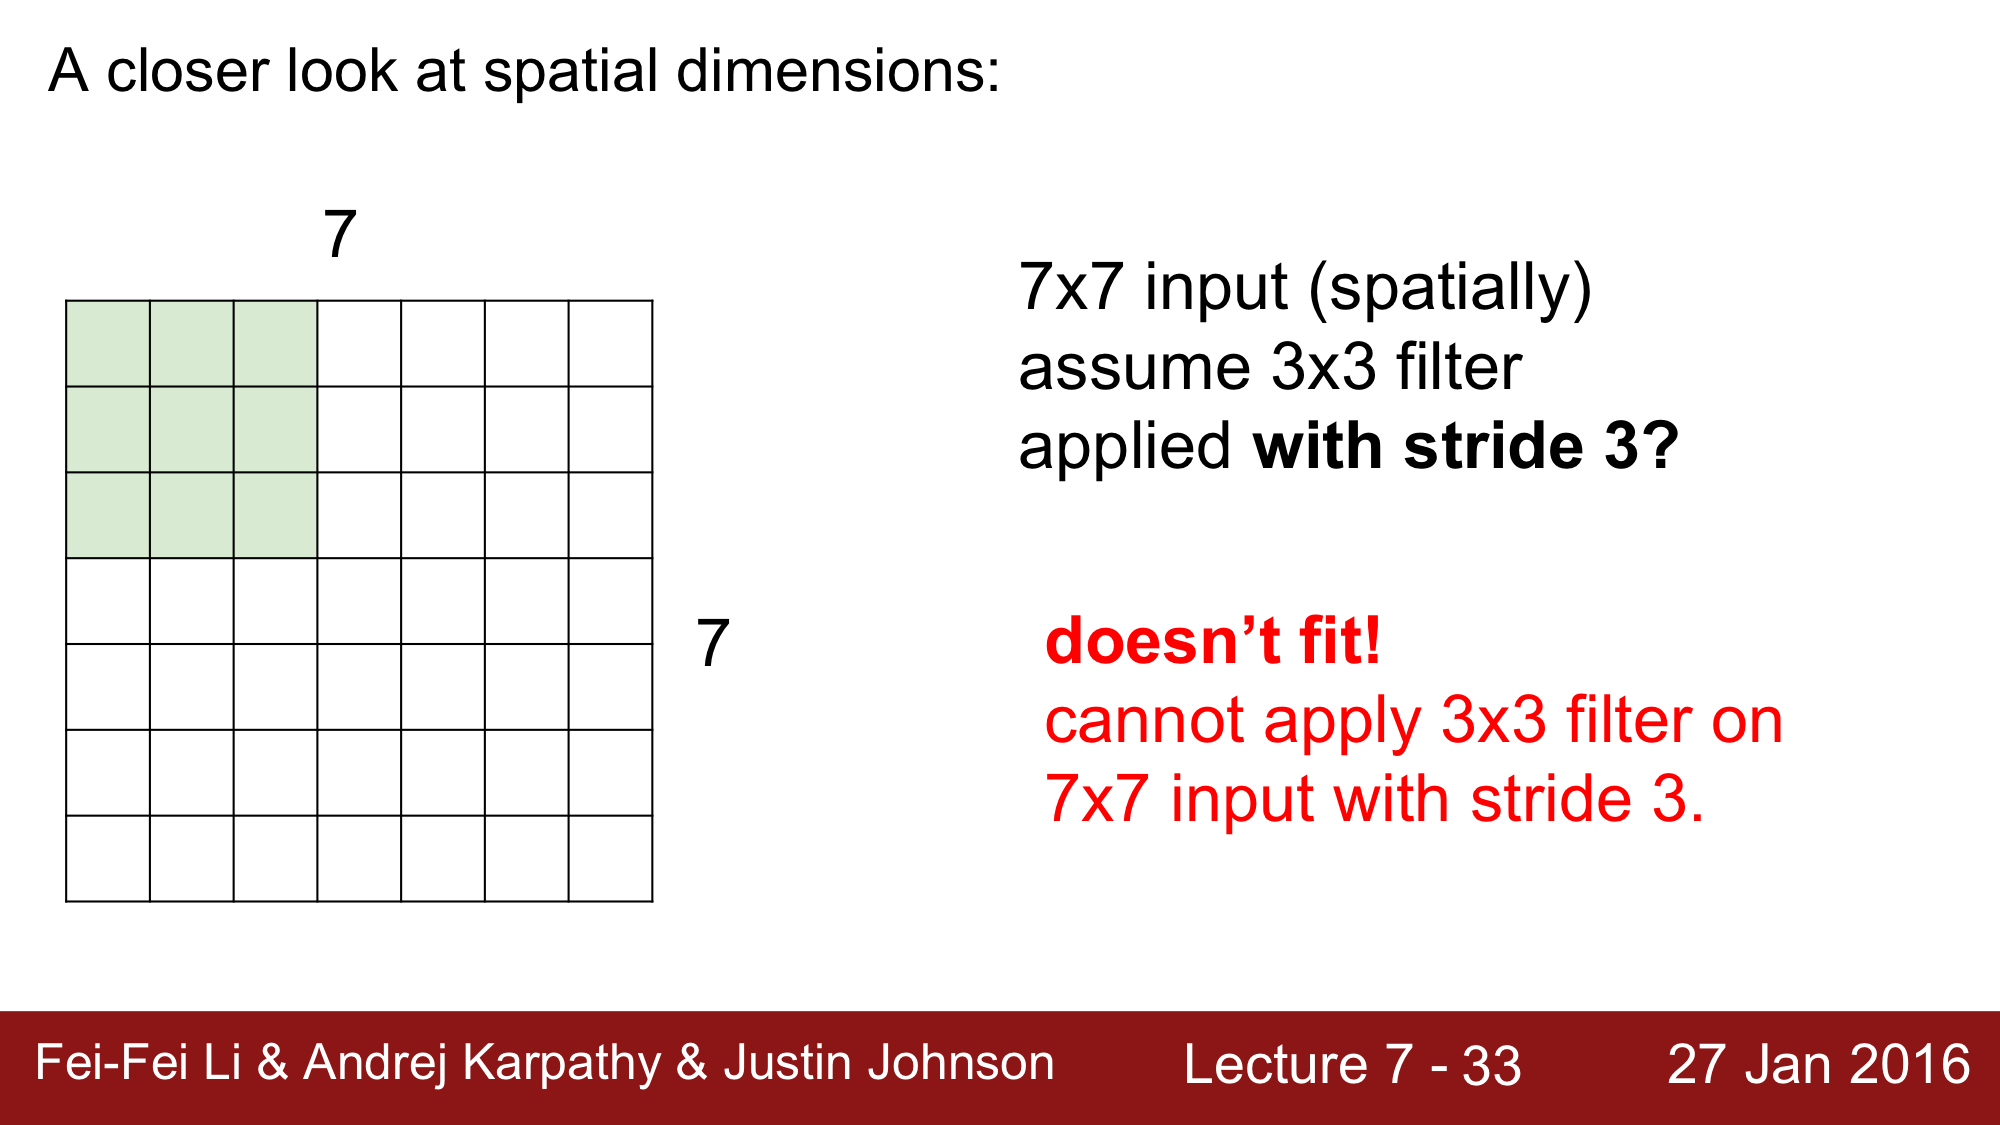 A closer look at spatial dimensions:
7
7x7 input (spatially)
assume 3x3 filter
applied with stride 3?
7
doesn’t fit!
cannot apply 3x3 filter on
7x7 input with stride 3.
Fei-Fei Li & Andrej Karpathy & Justin Johnson
Lecture 7 - 33
27 Jan 2016